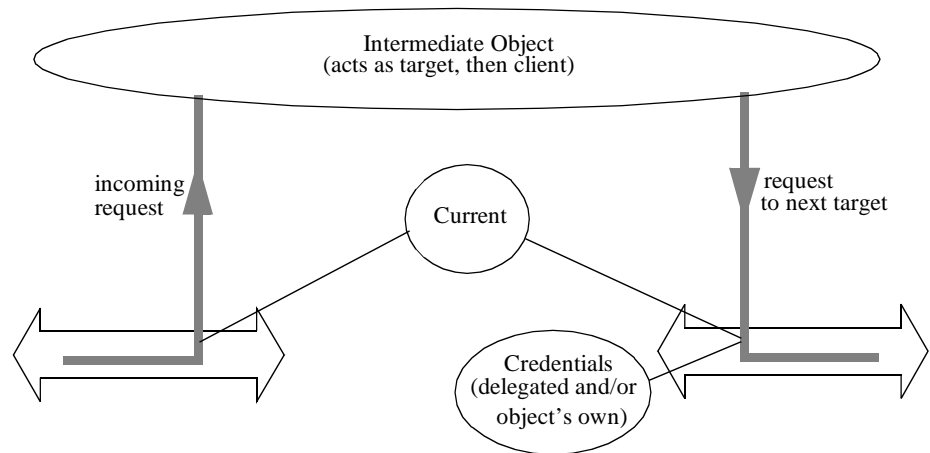 Intermediate Object
(acts as target, then client)
incoming
request
Current
request
to next target
Credentials
(delegated and/or
object’s own)